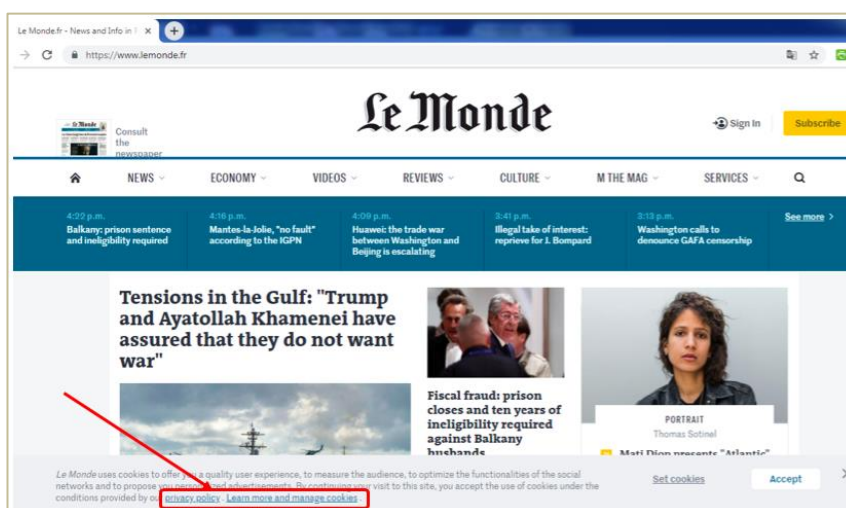 Le Monde.fr - News and Info in F
https://www.lemonde.fr
Le Monde
Consult
the
newspaper
Sign In
Subscribe
NEWS
ECONOMY
VIDEOS
REVIEWS
CULTURE
M THE MAG
SERVICES
4:22 p.m.
Balkany: prison sentence
and ineligibility required
4:16 p.m.
Mantes-la-Jolie, "no fault"
according to the IGPN
4:09 p.m.
Huawei: the trade war
between Washington and
Beijing is escalating
3:41 p.m.
Illegal take of interest:
reprieve for J. Bompard
3:13 p.m.
Washington calls to
denounce GAFA censorship
See more >
Tensions in the Gulf: "Trump
and Ayatollah Khamenei have
assured that they do not want
war"
Fiscal fraud: prison
closes and ten years of
ineligibility required
against Balkany
husbands
PORTRAIT
Thomas Sotinel
Mati Diop presents "Atlantic"
Le Monde uses cookies to offer you a quality user experience, to measure the audience, to optimize the functionalities of the social
networks and to propose you personalized advertisements. By continuing your visit to this site, you accept the use of cookies under the
conditions provided by our privacy policy . Learn more and manage cookies .
Set cookies
Accept